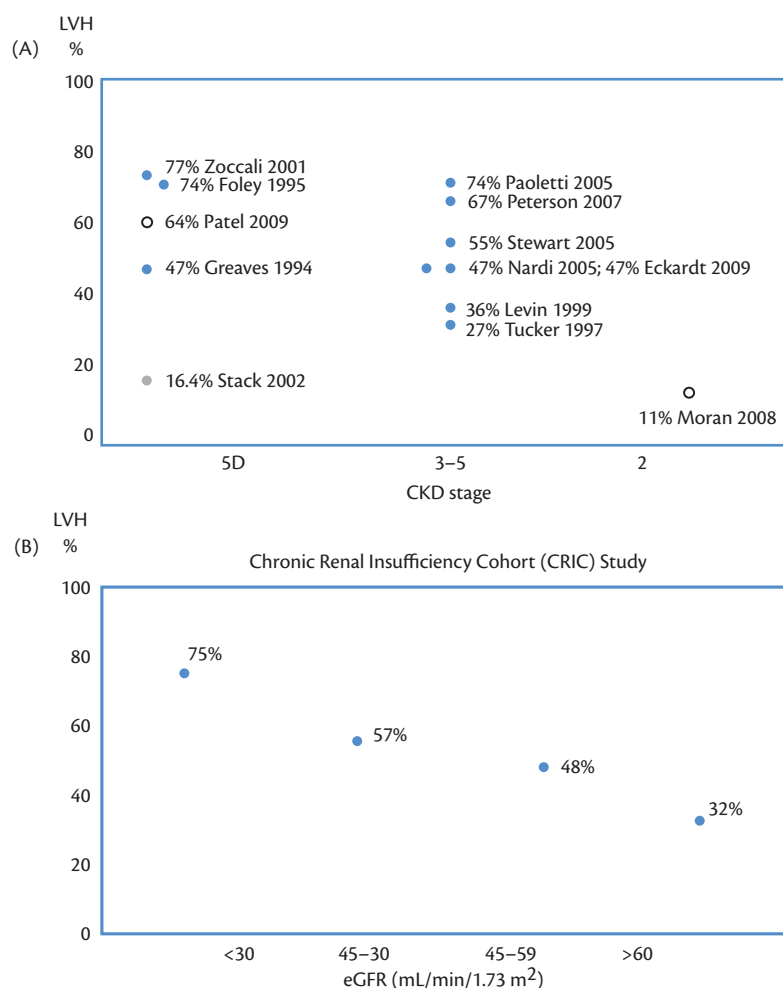 LVH
(A)
%
100
80
60
40
20
0
77% Zoccali 2001
74% Foley 1995
64% Patel 2009
47% Greaves 1994
16.4% Stack 2002
74% Paoletti 2005
67% Peterson 2007
55% Stewart 2005
47% Nardi 2005; 47% Eckardt 2009
36% Levin 1999
27% Tucker 1997
11% Moran 2008
5D
3–5
2
CKD stage
LVH
(B)
%
Chronic Renal Insufficiency Cohort (CRIC) Study
100
80
60
40
20
0
75%
57%
48%
32%
<30
45–30
45–59
>60
eGFR (mL/min/1.73 m²)